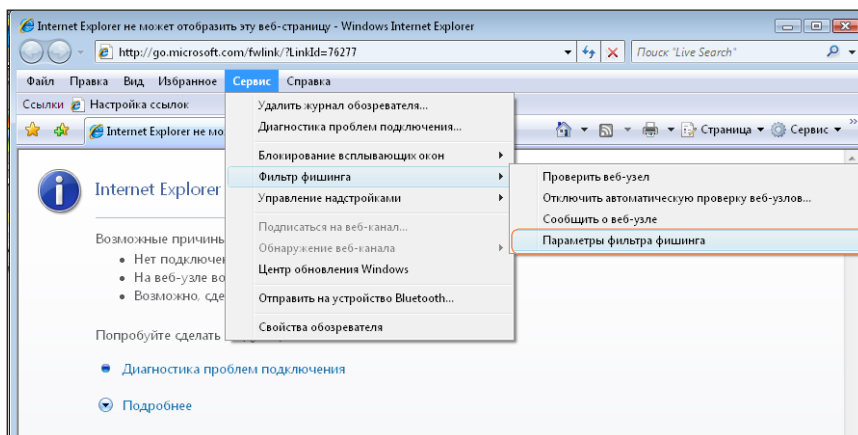 Internet Explorer не может отобразить эту веб-страницу - Windows Internet Explorer
http://go.microsoft.com/fwlink/?LinkId=76277
Поиск "Live Search"
Файл Правка Вид Избранное Сервис Справка
Ссылки Настройка ссылок
Internet Explorer не мо
Страница Сервис »
Удалить журнал обозревателя...
Диагностика проблем подключения...
Блокирование всплывающих окон
Фильтр фишинга
Управление надстройками
Подписаться на веб-канал...
Обнаружение веб-канала
Центр обновления Windows
Отправить на устройство Bluetooth...
Свойства обозревателя
Проверить веб-узел
Отключить автоматическую проверку веб-узлов...
Сообщить о веб-узле
Параметры фильтра фишинга
Internet Explorer
Возможные причины
Нет подключен
На веб-узле во
Возможно, сде
Попробуйте сделать
Диагностика проблем подключения
Подробнее